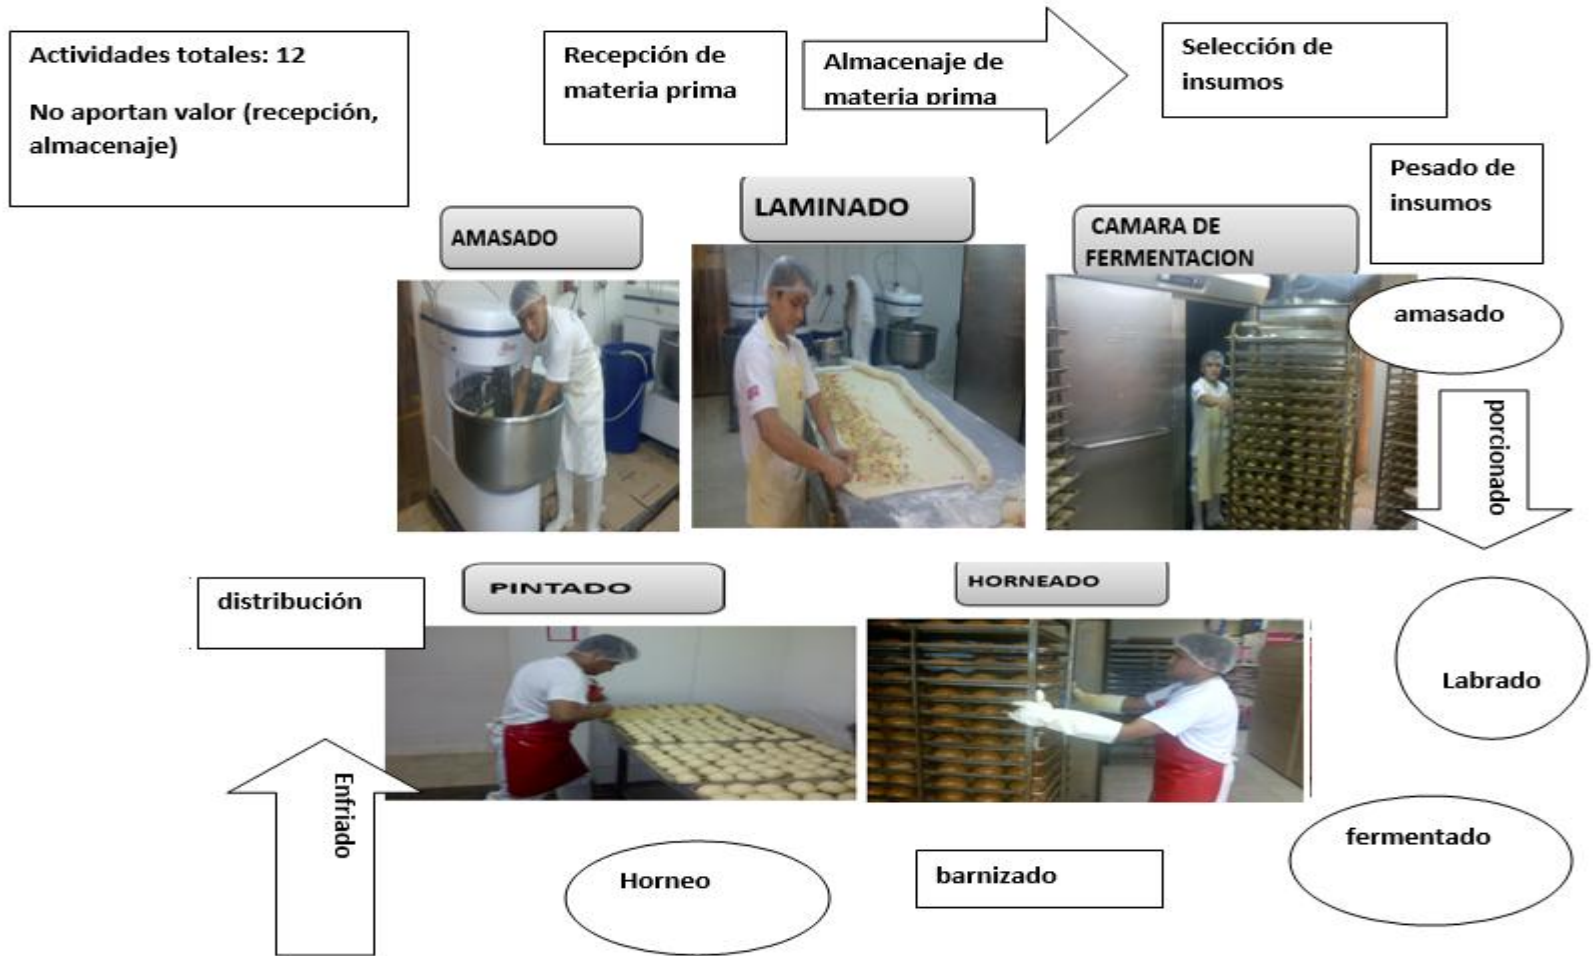 Actividades totales: 12
No aportan valor (recepción,
almacenaje)
Recepción de
materia prima
Almacenaje de
materia prima
Selección de
insumos
Pesado de
insumos
AMASADO
LAMINADO
CAMARA DE
FERMENTACION
amasado
porcionado
Labrado
fermentado
barnizado
Horneo
Enfriado
distribución
PINTADO
HORNEADO